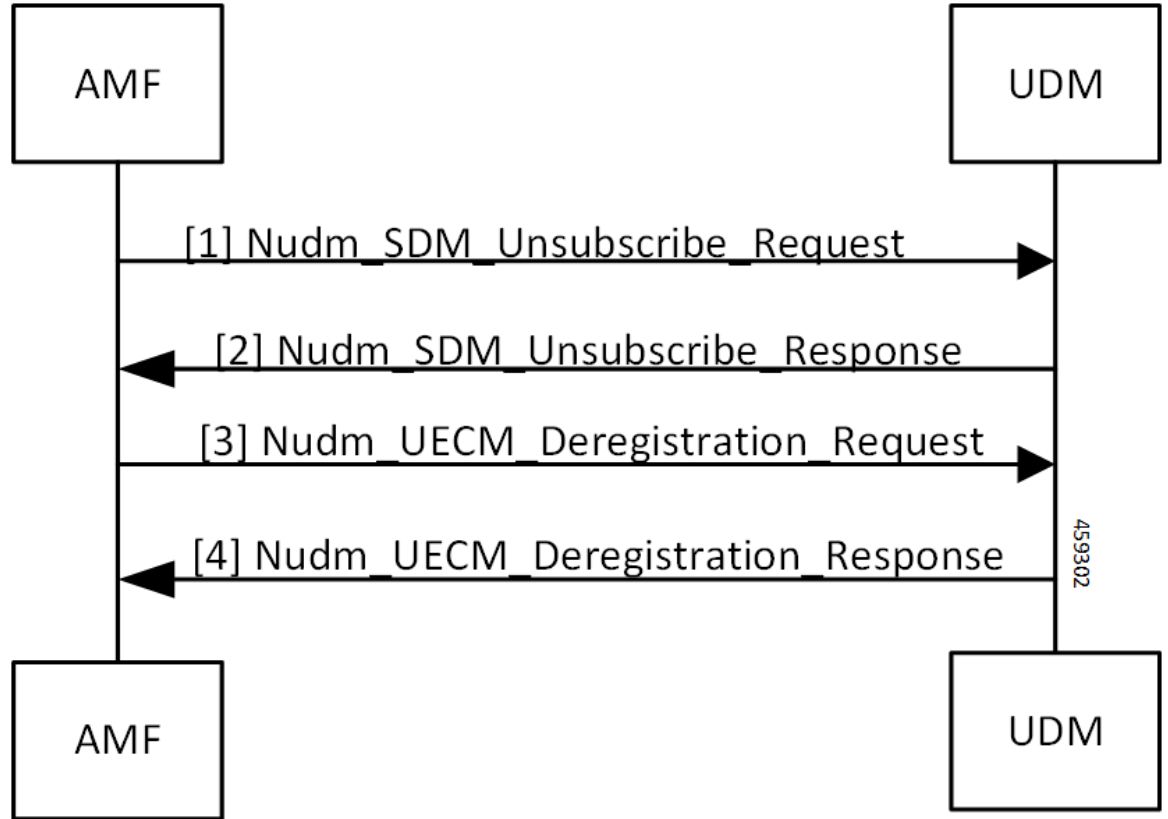 AMF
UDM
[1] Nudm_SDM_Unsubscribe_Request
[2] Nudm_SDM_Unsubscribe_Response
[3] Nudm_UECM_Deregistration_Request
[4] Nudm_UECM_Deregistration_Response
459302
AMF
UDM